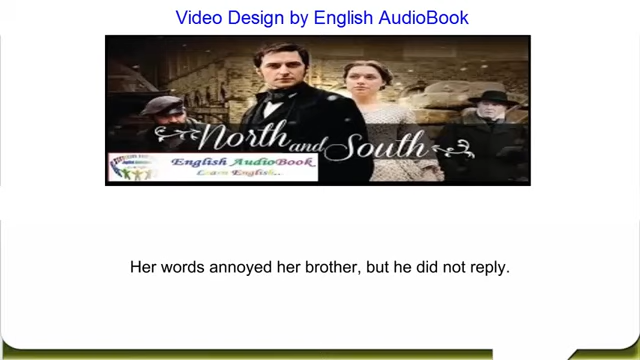 Video Design by English AudioBook
North and South
English AudioBook
Learn English...
Her words annoyed her brother, but he did not reply.